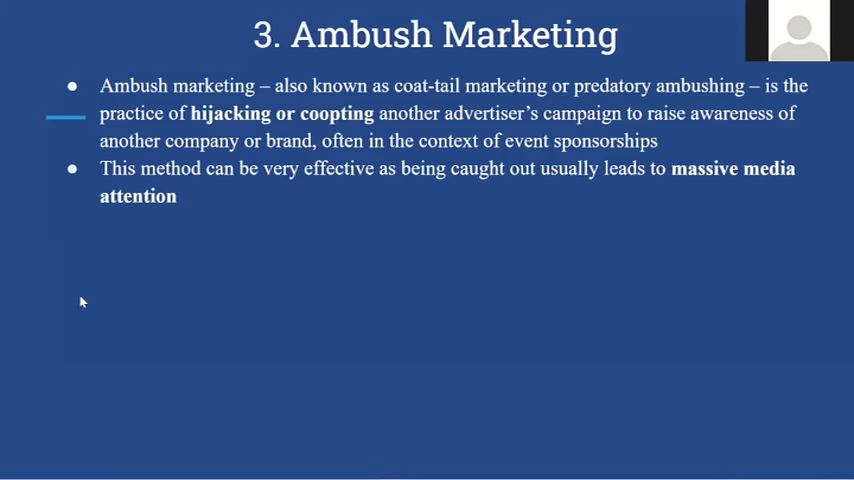 3. Ambush Marketing
● Ambush marketing – also known as coat-tail marketing or predatory ambushing – is the
practice of hijacking or coopting another advertiser’s campaign to raise awareness of
another company or brand, often in the context of event sponsorships
● This method can be very effective as being caught out usually leads to massive media
attention